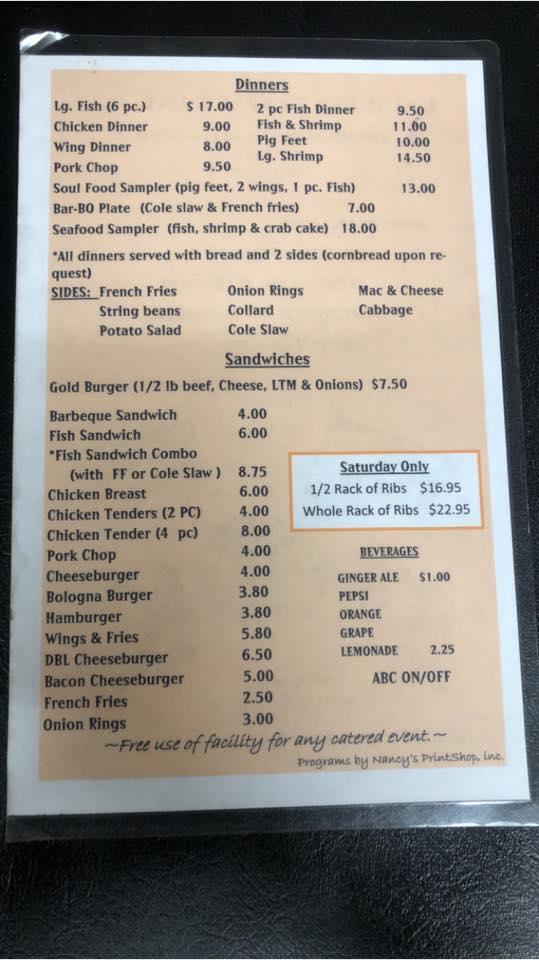 Dinners
Lg. Fish (6 pc.) $ 17.00 2 pc Fish Dinner 9.50
Chicken Dinner 9.00 Fish & Shrimp 11.00
Wing Dinner 8.00 Pig Feet 10.00
Pork Chop 9.50 Lg. Shrimp 14.50
Soul Food Sampler (pig feet, 2 wings, 1 pc. Fish) 13.00
Bar-BQ Plate (Cole slaw & French fries) 7.00
Seafood Sampler (fish, shrimp & crab cake) 18.00
*All dinners served with bread and 2 sides (cornbread upon re-
quest)
SIDES: French Fries Onion Rings Mac & Cheese
String beans Collard Cabbage
Potato Salad Cole Slaw
Sandwiches
Gold Burger (1/2 lb beef, Cheese, LTM & Onions) $7.50
Barbeque Sandwich 4.00
Fish Sandwich 6.00
*Fish Sandwich Combo
(with FF or Cole Slaw ) 8.75
Chicken Breast 6.00
Chicken Tenders (2 PC) 4.00
Chicken Tender (4 pc) 8.00
Pork Chop 4.00
Cheeseburger 4.00
Bologna Burger 3.80
Hamburger 3.80
Wings & Fries 5.80
DBL Cheeseburger 6.50
Bacon Cheeseburger 5.00
French Fries 2.50
Onion Rings 3.00
Saturday Only
1/2 Rack of Ribs $16.95
Whole Rack of Ribs $22.95
BEVERAGES
GINGER ALE $1.00
PEPSI
ORANGE
GRAPE
LEMONADE 2.25
ABC ON/OFF
~Free use of facility for any catered event.~
Programs by Nancy's PrintShop, inc.